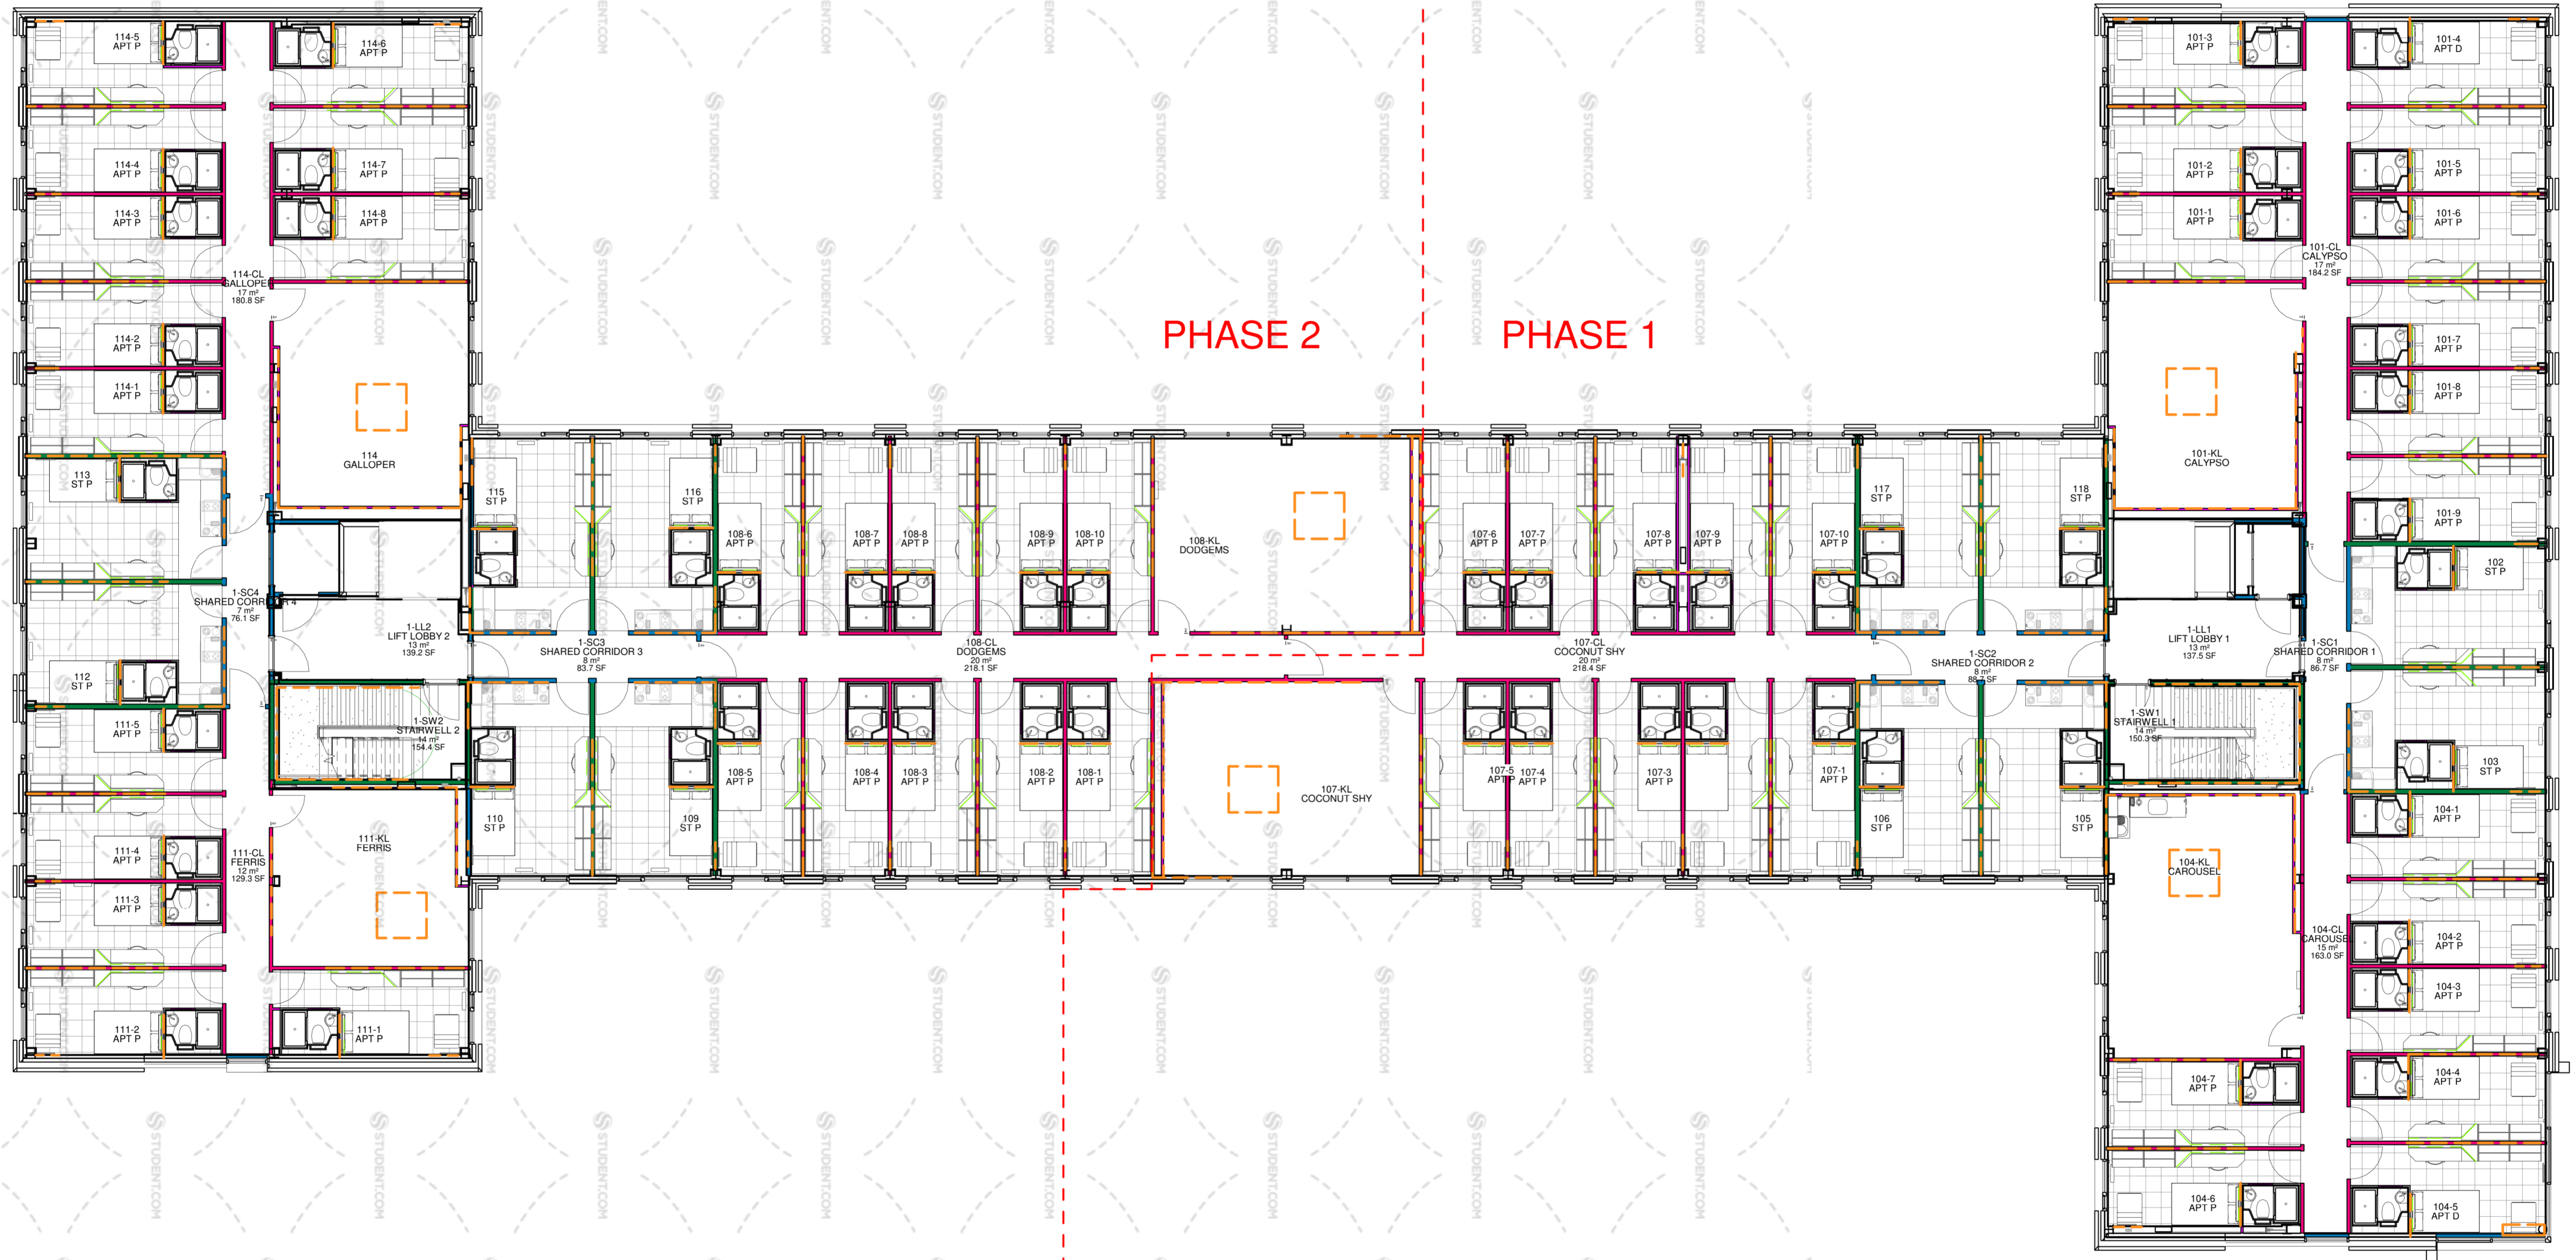 114-5
APT P
114-6
APT P
114-4
APT P
114-7
APT P
114-3
APT P
114-8
APT P
114-CL
GALLOPER
17 m²
180.8 SF
114-2
APT P
114-1
APT P
114
GALLOPER
113
ST P
1-SC4
SHARED CORRIDOR 4
7 m²
76.1 SF
1-LL2
LIFT LOBBY 2
13 m²
139.2 SF
112
ST P
111-5
APT P
1-SW2
STAIRWELL 2
14 m²
154.4 SF
111-4
APT P
111-CL
FERRIS
12 m²
129.3 SF
111-KL
FERRIS
111-3
APT P
111-2
APT P
111-1
APT P
PHASE 2
PHASE 1
115
ST P
116
ST P
108-6
APT P
108-7
APT P
108-8
APT P
108-9
APT P
108-10
APT P
108-KL
DODGEMS
107-6
APT P
107-7
APT P
107-8
APT P
107-9
APT P
107-10
APT P
117
ST P
118
ST P
1-SC3
SHARED CORRIDOR 3
8 m²
83.7 SF
108-CL
DODGEMS
20 m²
218.1 SF
107-CL
COCONUT SHY
20 m²
218.4 SF
1-SC2
SHARED CORRIDOR 2
8 m²
88.7 SF
110
ST P
109
ST P
108-5
APT P
108-4
APT P
108-3
APT P
108-2
APT P
108-1
APT P
107-KL
COCONUT SHY
107-5
APT P
107-4
APT P
107-3
APT P
107-1
APT P
106
ST P
105
ST P
101-3
APT P
101-4
APT D
101-2
APT P
101-5
APT P
101-1
APT P
101-6
APT P
101-CL
CALYPSO
17 m²
184.2 SF
101-7
APT P
101-8
APT P
101-KL
CALYPSO
101-9
APT P
102
ST P
1-LL1
LIFT LOBBY 1
13 m²
137.5 SF
1-SC1
SHARED CORRIDOR 1
8 m²
86.7 SF
1-SW1
STAIRWELL 1
14 m²
150.3 SF
103
ST P
104-1
APT P
104-KL
CAROUSEL
104-CL
CAROUSEL
15 m²
163.0 SF
104-2
APT P
104-3
APT P
104-7
APT P
104-4
APT P
104-6
APT P
104-5
APT D
STUDENT.COM